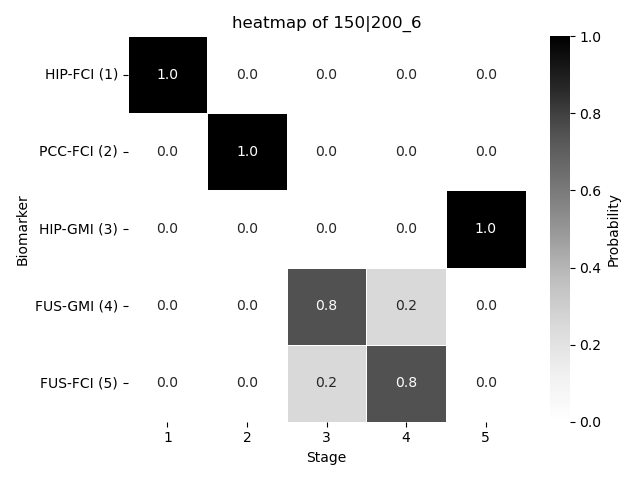 heatmap of 150|200_6
HIP-FCI (1) 1.0 0.0 0.0 0.0 0.0
PCC-FCI (2) 0.0 1.0 0.0 0.0 0.0
HIP-GMI (3) 0.0 0.0 0.0 0.0 1.0
FUS-GMI (4) 0.0 0.0 0.8 0.2 0.0
FUS-FCI (5) 0.0 0.0 0.2 0.8 0.0
1 2 3 4 5
Stage
Biomarker
1.0
0.8
0.6
0.4
0.2
0.0
Probability